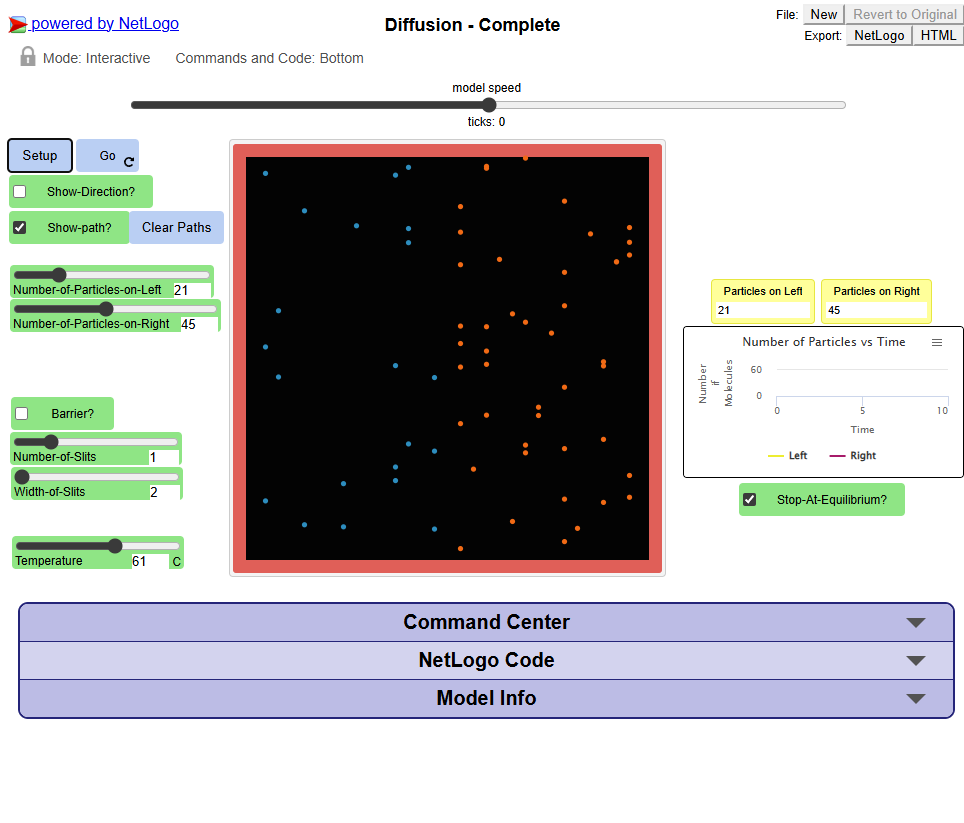 powered by NetLogo
Diffusion - Complete
File: New Revert to Original
Export: NetLogo HTML
Mode: Interactive Commands and Code: Bottom
model speed
ticks: 0
Setup Go
Show-Direction?
Show-path? Clear Paths
Number-of-Particles-on-Left 21
Number-of-Particles-on-Right 45
Barrier?
Number-of-Slits 1
Width-of-Slits 2
Temperature 61 C
Particles on Left Particles on Right
21 45
Number of Particles vs Time
Number
if
Molecules
60
0
0 5 10
Time
Left Right
Stop-At-Equilibrium?
Command Center
NetLogo Code
Model Info